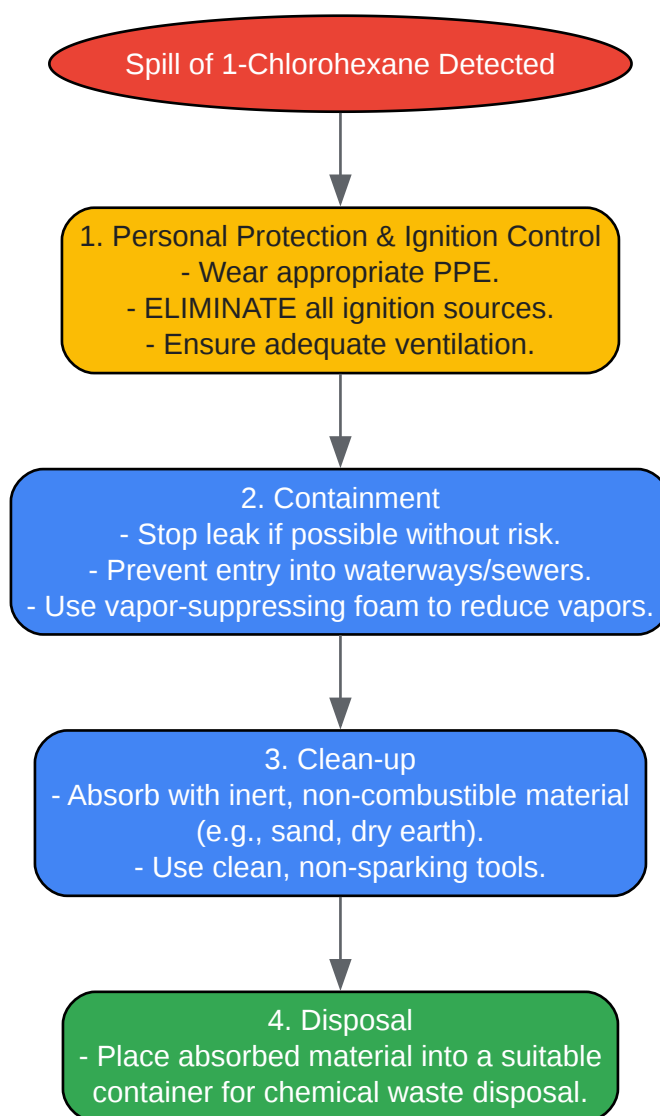 Spill of 1-Chlorohexane Detected
1. Personal Protection & Ignition Control
- Wear appropriate PPE.
- ELIMINATE all ignition sources.
- Ensure adequate ventilation.
2. Containment
- Stop leak if possible without risk.
- Prevent entry into waterways/sewers.
- Use vapor-suppressing foam to reduce vapors.
3. Clean-up
- Absorb with inert, non-combustible material
(e.g., sand, dry earth).
- Use clean, non-sparking tools.
4. Disposal
- Place absorbed material into a suitable
container for chemical waste disposal.